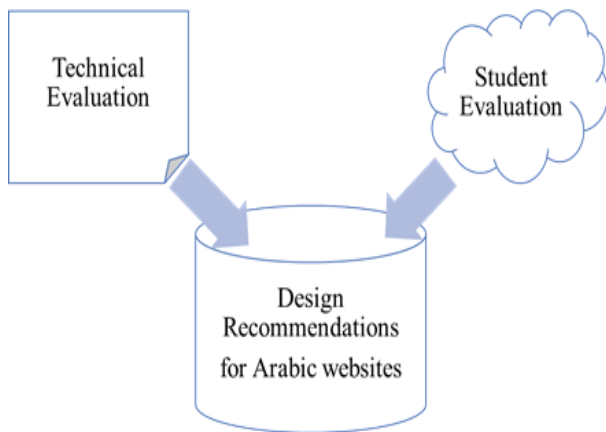 Technical
Evaluation
Student
Evaluation
Design
Recommendations
for Arabic websites